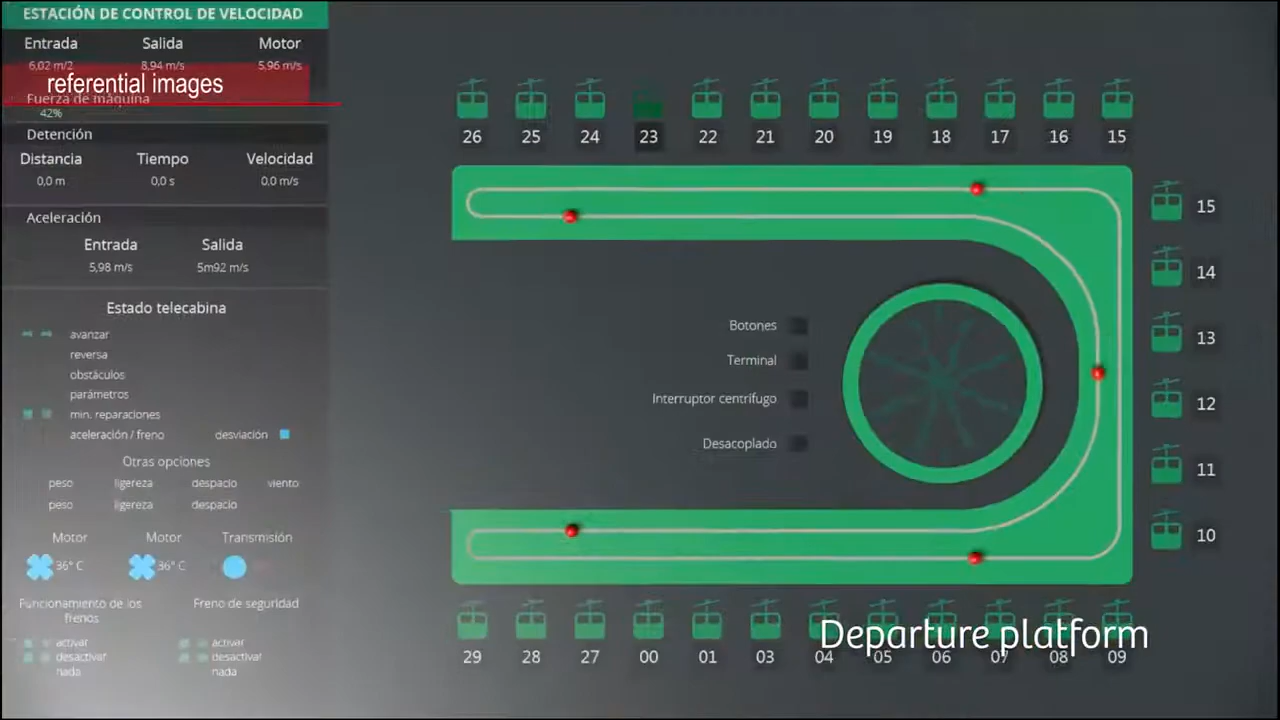 ESTACIÓN DE CONTROL DE VELOCIDAD
Entrada Salida Motor
6,02 m/2 8,94 m/s 5,96 m/s
referential images
Fuerza de máquina
42%
Detención
Distancia Tiempo Velocidad
0,0 m 0,0 s 0,0 m/s
Aceleración
Entrada Salida
5,98 m/s 5m92 m/s
Estado telecabina
avanzar
reversa
obstáculos
parámetros
min. reparaciones
aceleración / freno desviación
Otras opciones
peso ligereza despacio viento
peso ligereza despacio
Motor Motor Transmisión
36° C 36° C
Funcionamiento de los frenos
Freno de seguridad
activar activar
desactivar desactivar
nada nada
26 25 24 23 22 21 20 19 18 17 16 15
15
14
13
12
11
10
Botones
Terminal
Interruptor centrífugo
Desacoplado
29 28 27 00 01 03 04 05 06 07 08 09
Departure platform